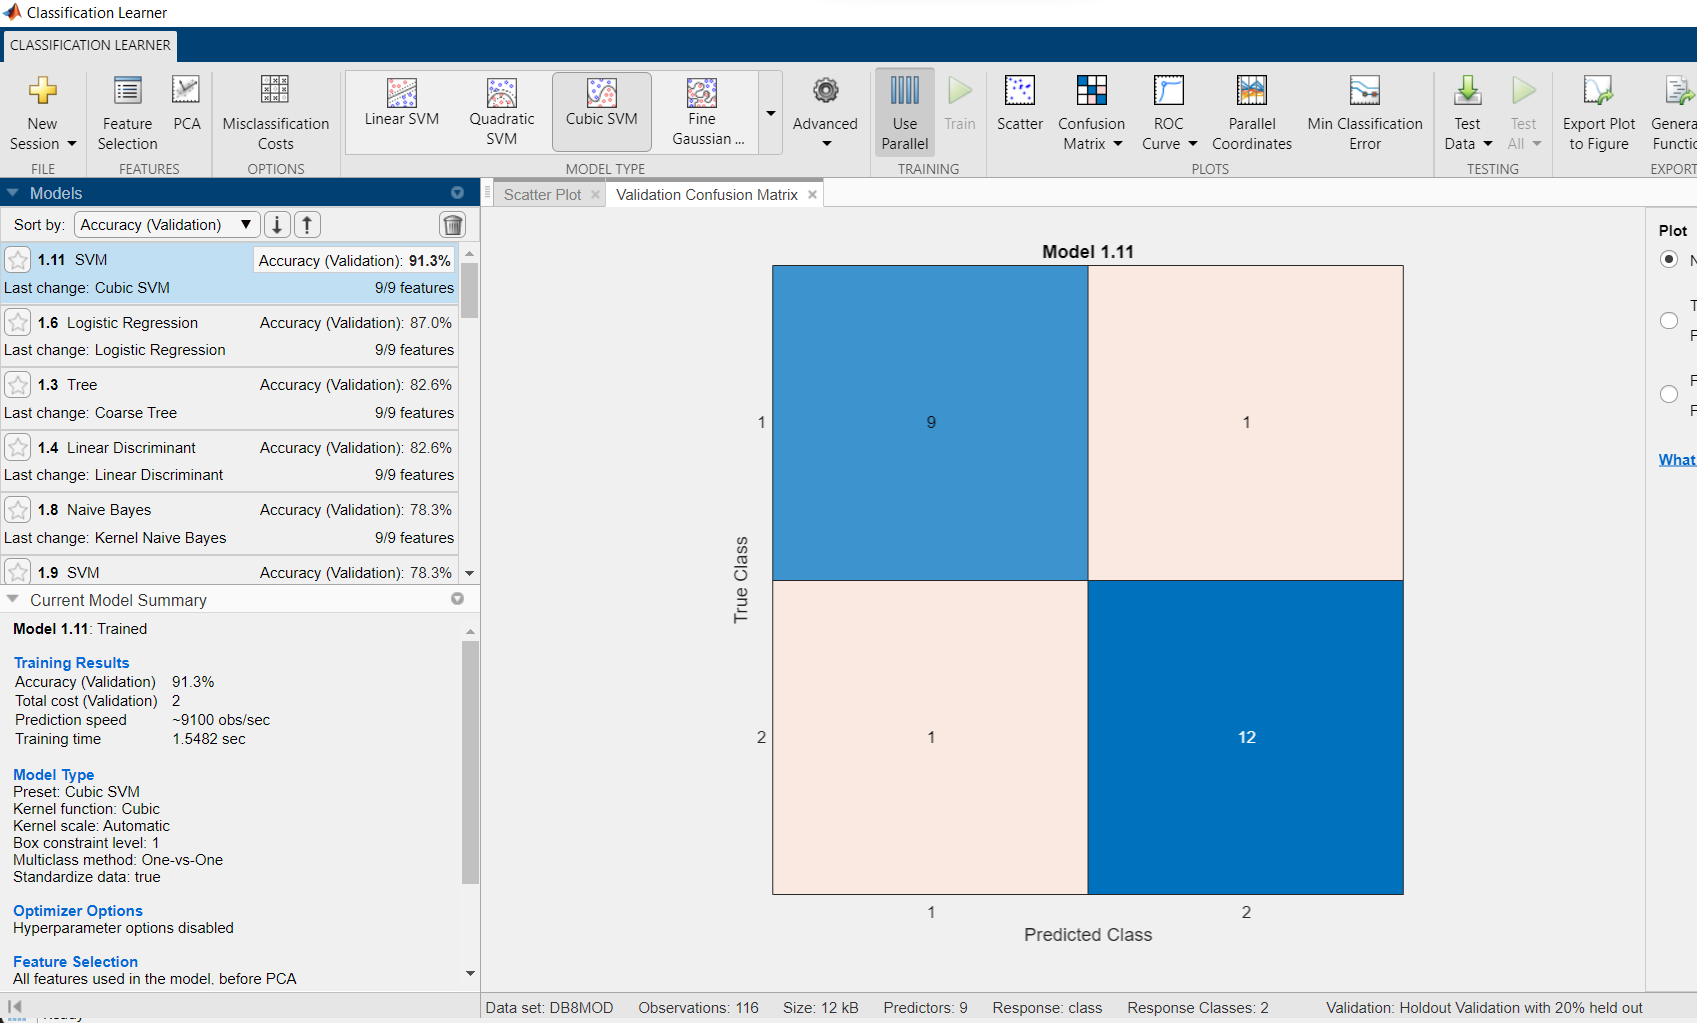 Classification Learner
CLASSIFICATION LEARNER
New
Session
Feature
Selection
PCA
Misclassification
Costs
Linear SVM
Quadratic
SVM
Cubic SVM
Fine
Gaussian ...
Advanced
Use
Parallel
Train
Scatter
Confusion
Matrix
ROC
Curve
Parallel
Coordinates
Min Classification
Error
Test
Data
Test
All
Export Plot
to Figure
FILE
FEATURES
OPTIONS
MODEL TYPE
TRAINING
PLOTS
TESTING
EXPORT
Models
Sort by: Accuracy (Validation)
1.11 SVM Accuracy (Validation): 91.3%
Last change: Cubic SVM 9/9 features
1.6 Logistic Regression Accuracy (Validation): 87.0%
Last change: Logistic Regression 9/9 features
1.3 Tree Accuracy (Validation): 82.6%
Last change: Coarse Tree 9/9 features
1.4 Linear Discriminant Accuracy (Validation): 82.6%
Last change: Linear Discriminant 9/9 features
1.8 Naive Bayes Accuracy (Validation): 78.3%
Last change: Kernel Naive Bayes 9/9 features
1.9 SVM Accuracy (Validation): 78.3%
Current Model Summary
Model 1.11: Trained
Training Results
Accuracy (Validation) 91.3%
Total cost (Validation) 2
Prediction speed ~9100 obs/sec
Training time 1.5482 sec
Model Type
Preset: Cubic SVM
Kernel function: Cubic
Kernel scale: Automatic
Box constraint level: 1
Multiclass method: One-vs-One
Standardize data: true
Optimizer Options
Hyperparameter options disabled
Feature Selection
All features used in the model, before PCA
Scatter Plot
Validation Confusion Matrix
Model 1.11
1 9 1
True Class
2 1 12
1 2
Predicted Class
Plot
What
Data set: DB8MOD Observations: 116 Size: 12 kB Predictors: 9 Response: class Response Classes: 2 Validation: Holdout Validation with 20% held out